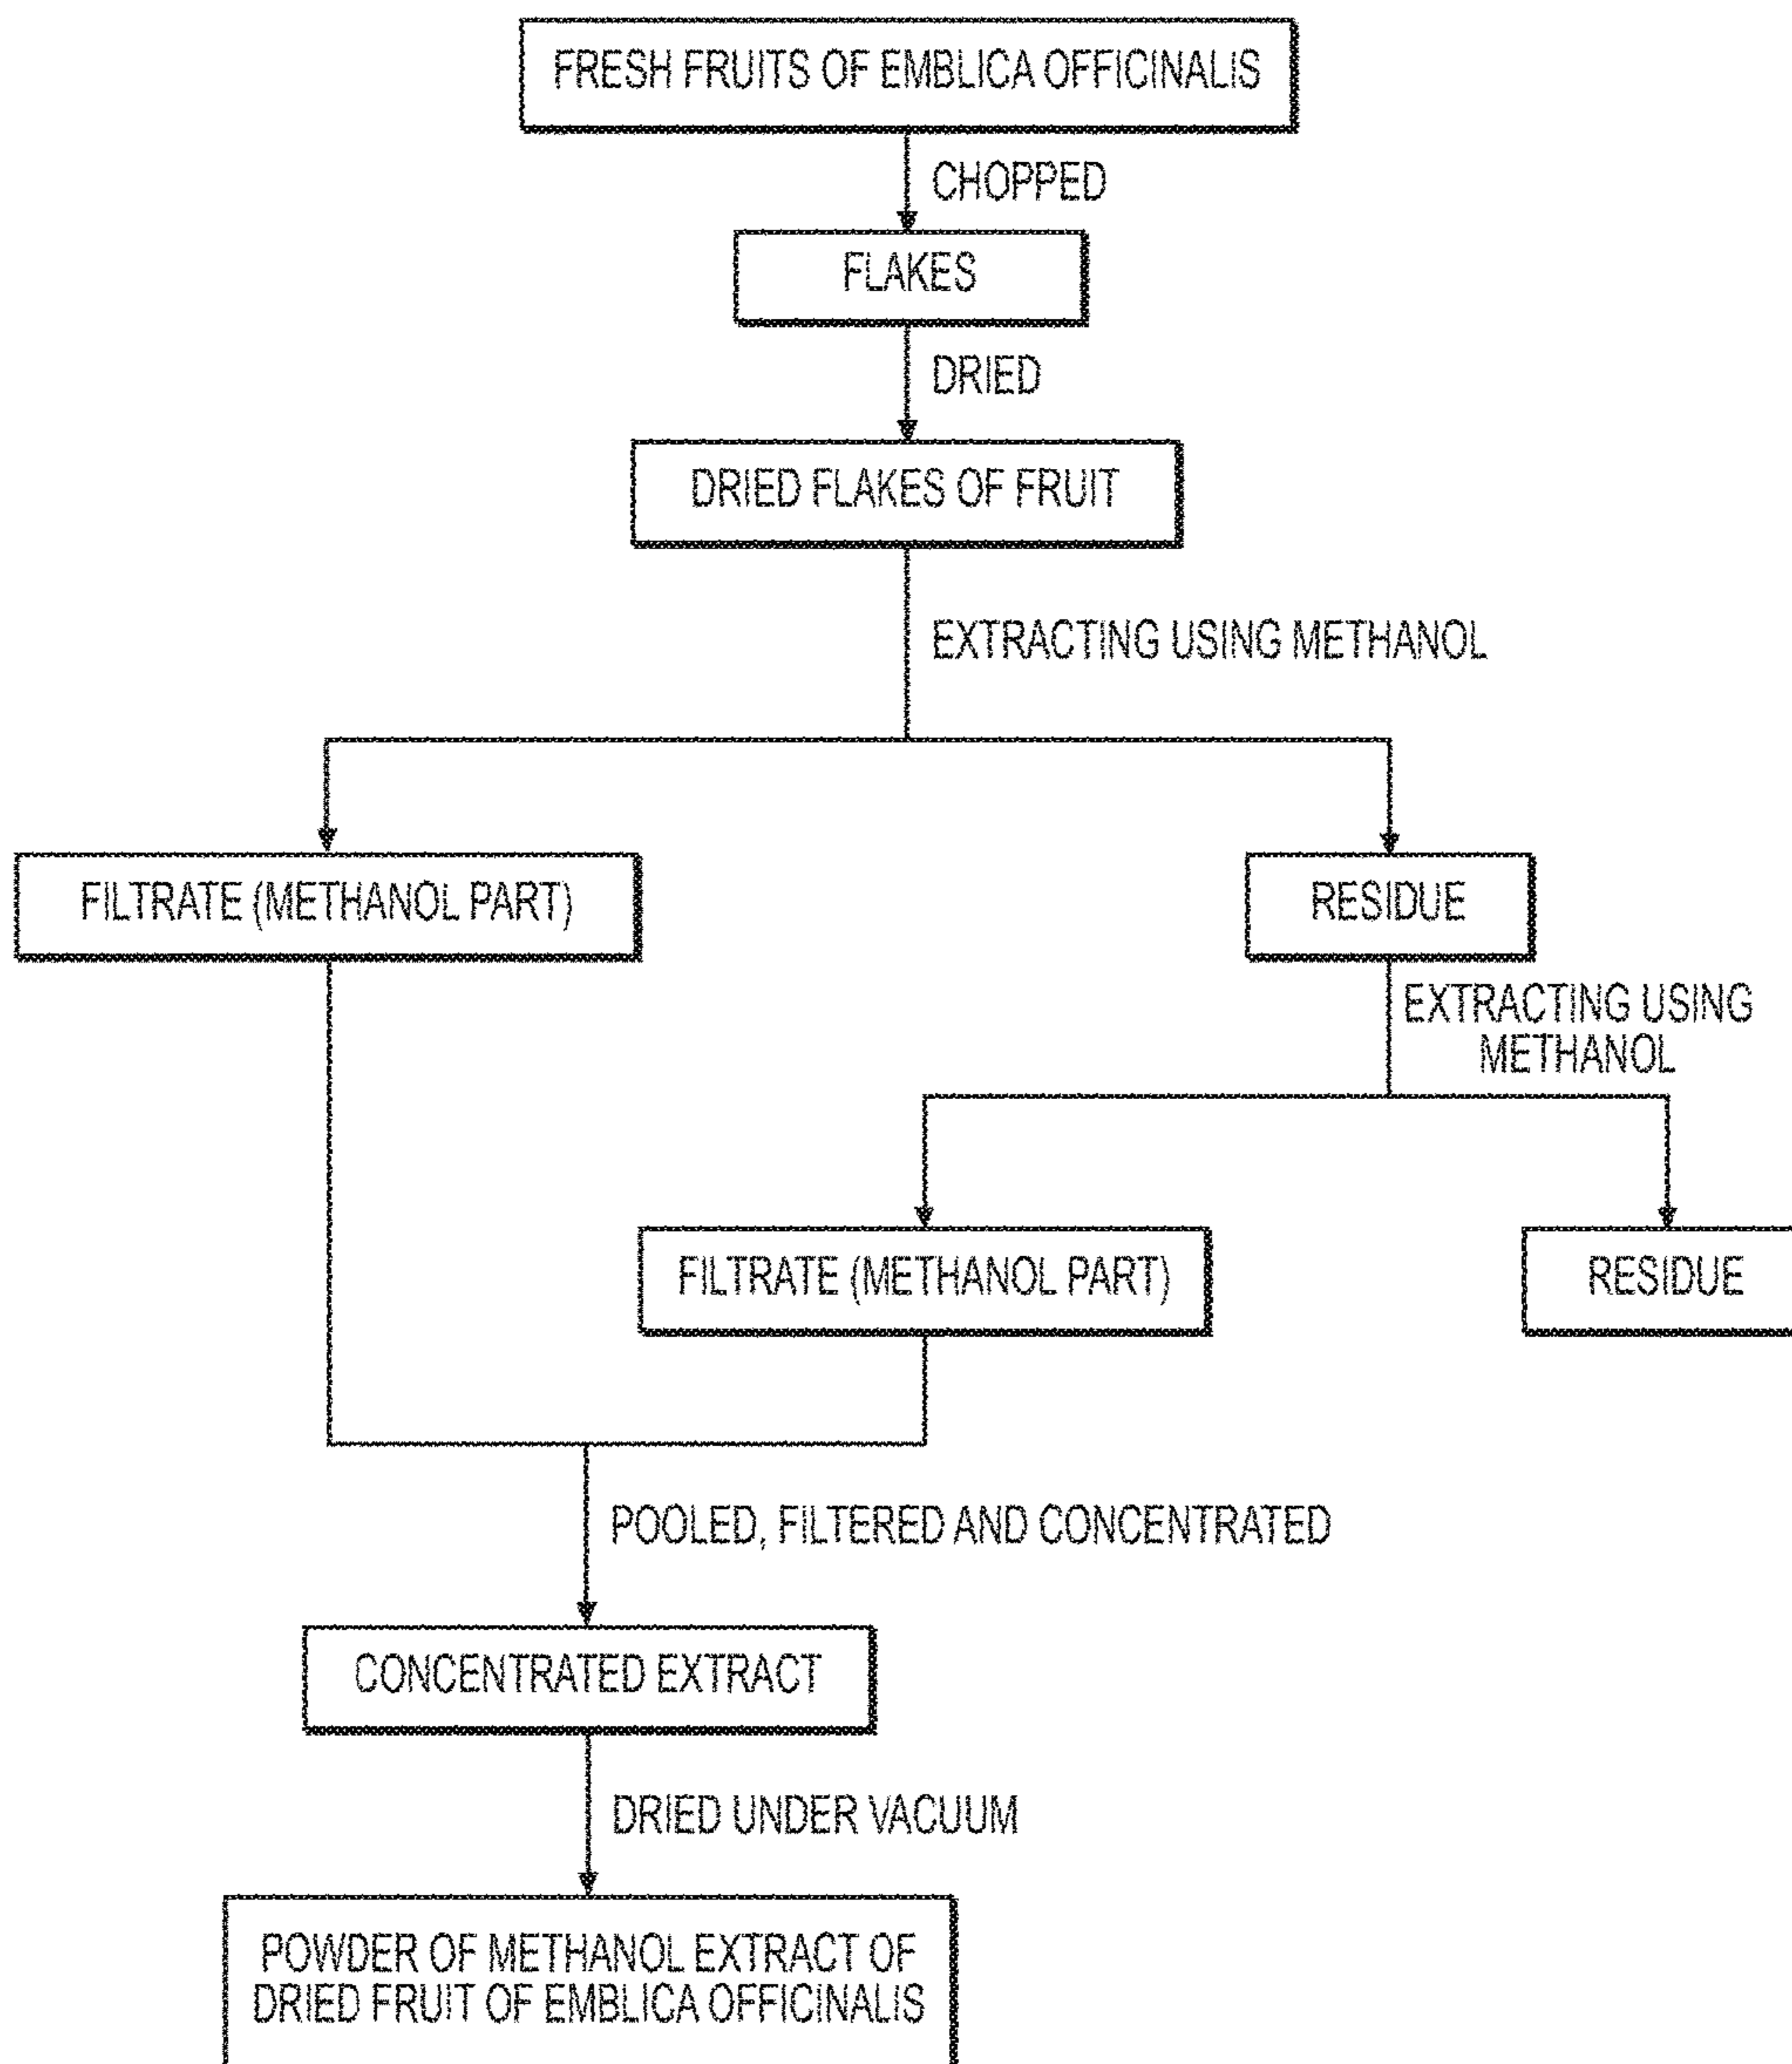 FRESH FRUITS OF EMBLICA OFFICINALIS
CHOPPED
FLAKES
DRIED
DRIED FLAKES OF FRUIT
EXTRACTING USING METHANOL
FILTRATE (METHANOL PART)
RESIDUE
EXTRACTING USING
METHANOL
FILTRATE (METHANOL PART)
RESIDUE
POOLED, FILTERED AND CONCENTRATED
CONCENTRATED EXTRACT
DRIED UNDER VACUUM
POWDER OF METHANOL EXTRACT OF
DRIED FRUIT OF EMBLICA OFFICINALIS